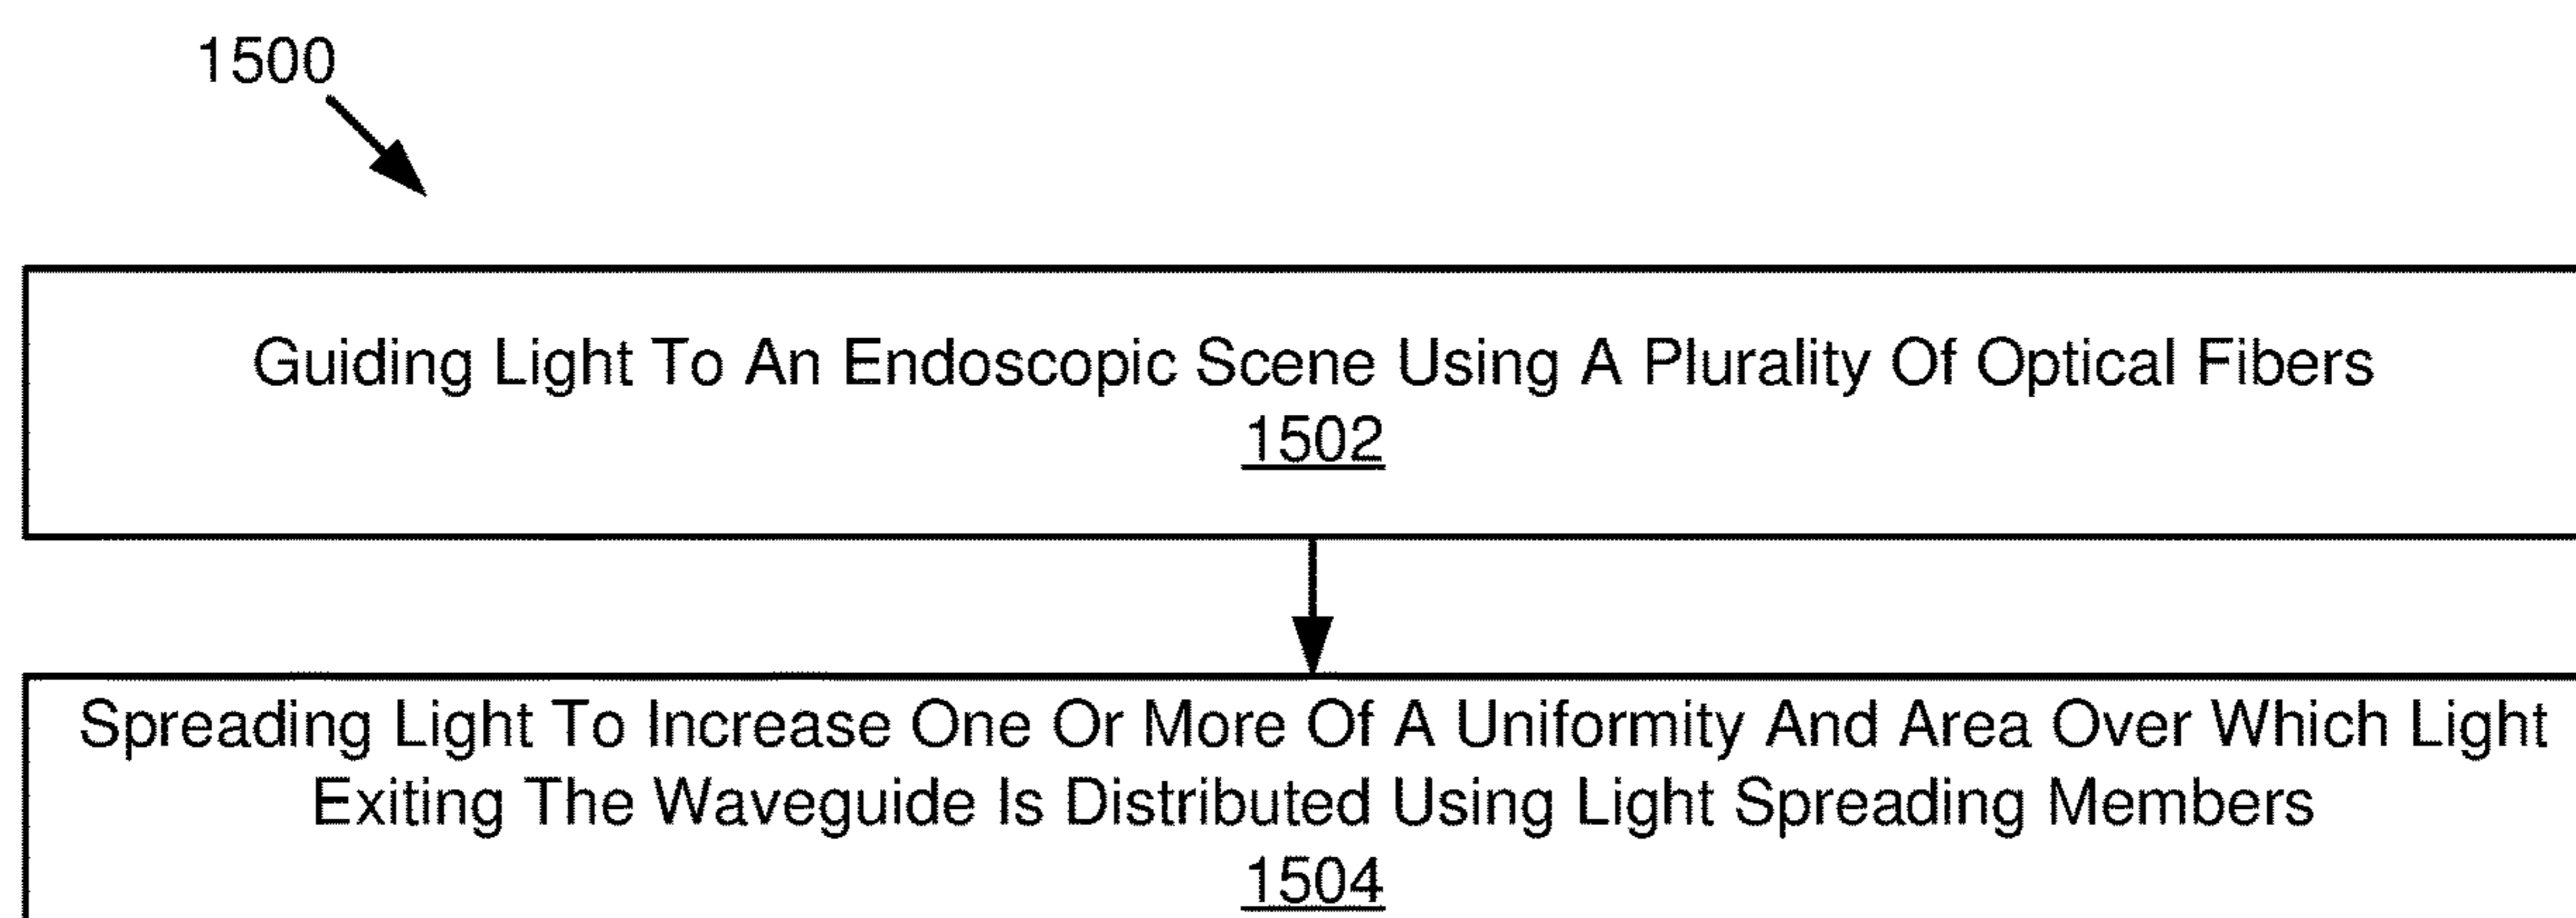 1500
Guiding Light To An Endoscopic Scene Using A Plurality Of Optical Fibers
1502
Spreading Light To Increase One Or More Of A Uniformity And Area Over Which Light
Exiting The Waveguide Is Distributed Using Light Spreading Members
1504